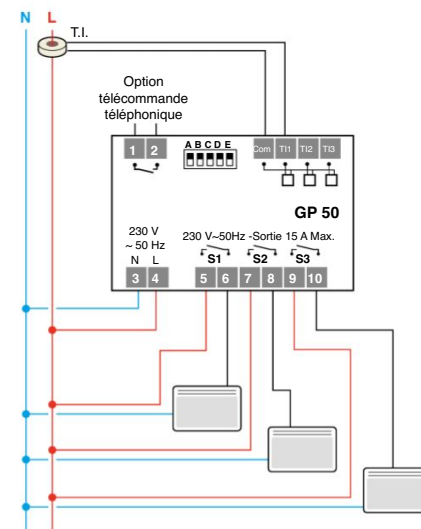 N L
T.I.
Option
télécommande
téléphonique
1 2
A B C D E
Com TI1 TI2 TI3
GP 50
230 V
~ 50 Hz
N L
230 V~50Hz -Sortie 15 A Max.
S1 S2 S3
3 4 5 6 7 8 9 10